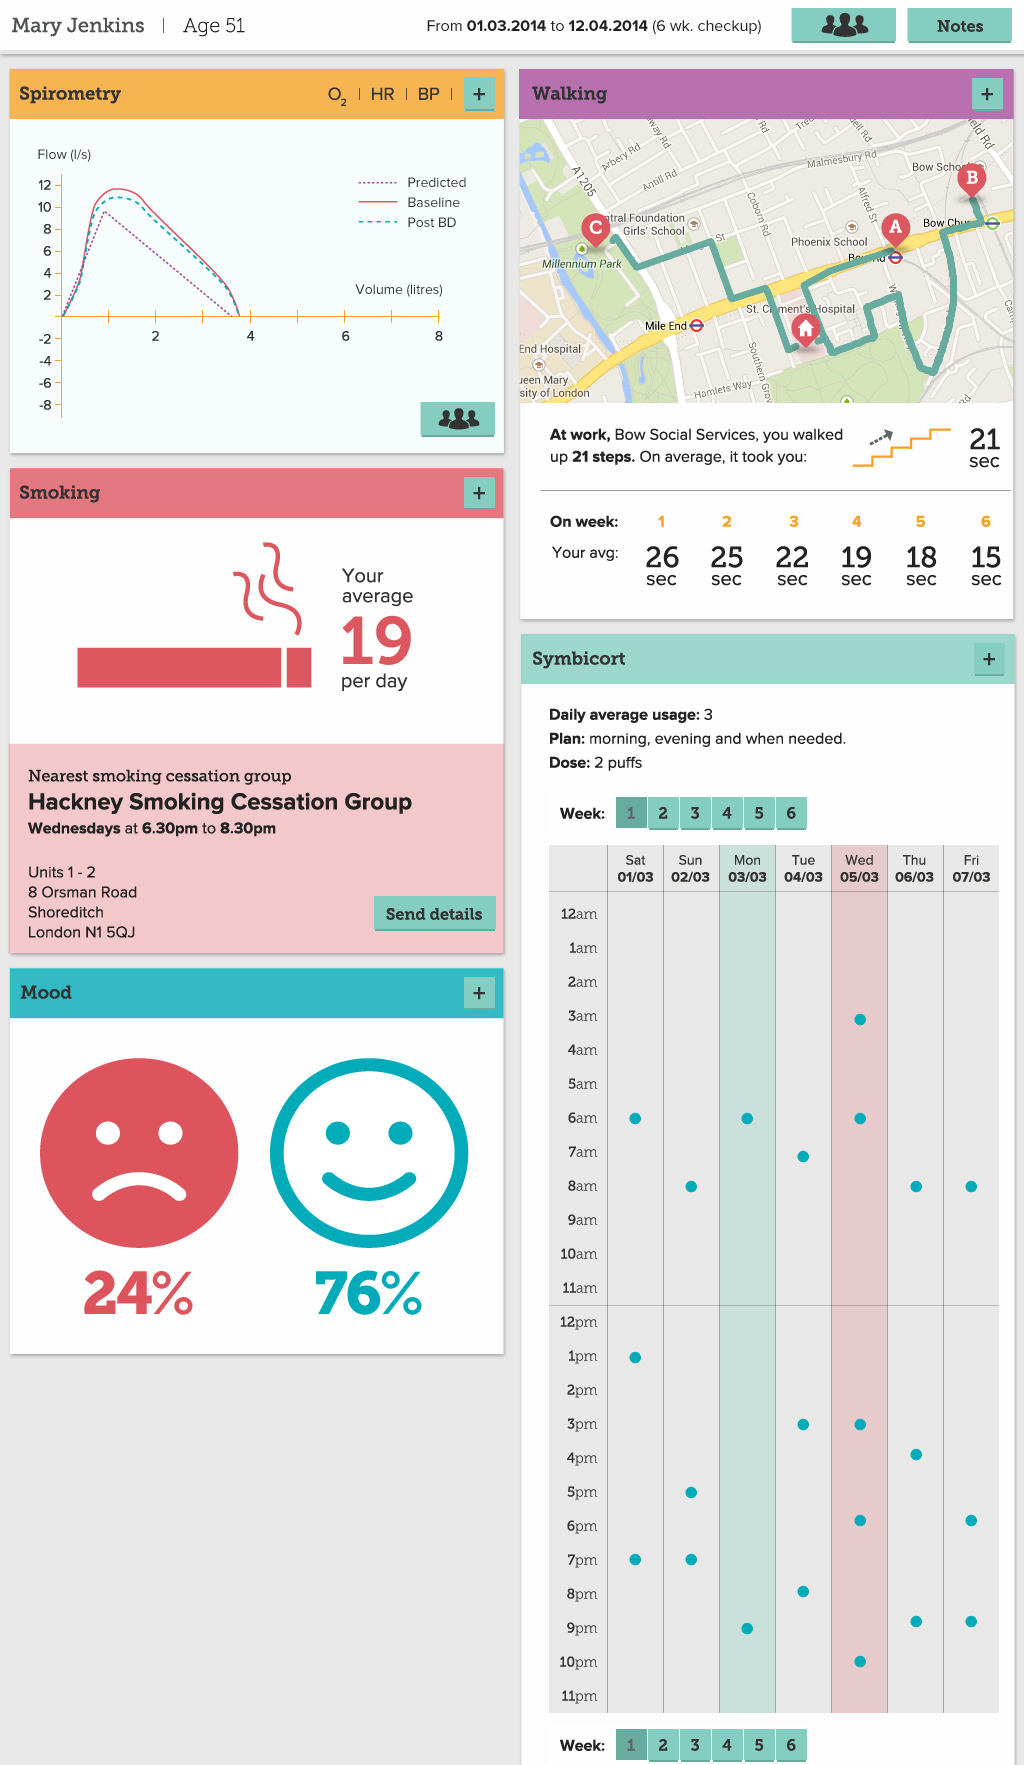 Mary Jenkins | Age 51
From 01.03.2014 to 12.04.2014 (6 wk. checkup)
Notes
Spirometry
O2 | HR | BP | +
Flow (l/s)
12
10
8
6
4
2
-2
-4
-6
-8
Predicted
Baseline
Post BD
Volume (litres)
2 4 6 8
Smoking +
Your
average
19
per day
Nearest smoking cessation group
Hackney Smoking Cessation Group
Wednesdays at 6.30pm to 8.30pm
Units 1 - 2
8 Orsman Road
Shoreditch
London N1 5QJ
Send details
Mood +
24% 76%
Walking +
A1205
Arbery Rd
Antill Rd
Malmesbury Rd
Coborn Rd
Alfred St
Bow School
B
C
A
ntral Foundation
Girls' School
St
Phoenix School
Bow Chu
Millennium Park
Bow Rd
St. Clement's Hospital
Mile End
End Hospital
ueen Mary
sity of London
Hamlets Way
Southern Grov
At work, Bow Social Services, you walked
up 21 steps. On average, it took you:
21
sec
On week: 1 2 3 4 5 6
Your avg: 26 25 22 19 18 15
sec sec sec sec sec sec
Symbicort +
Daily average usage: 3
Plan: morning, evening and when needed.
Dose: 2 puffs
Week: 1 2 3 4 5 6
Sat Sun Mon Tue Wed Thu Fri
01/03 02/03 03/03 04/03 05/03 06/03 07/03
12am
1am
2am
3am
4am
5am
6am
7am
8am
9am
10am
11am
12pm
1pm
2pm
3pm
4pm
5pm
6pm
7pm
8pm
9pm
10pm
11pm
Week: 1 2 3 4 5 6